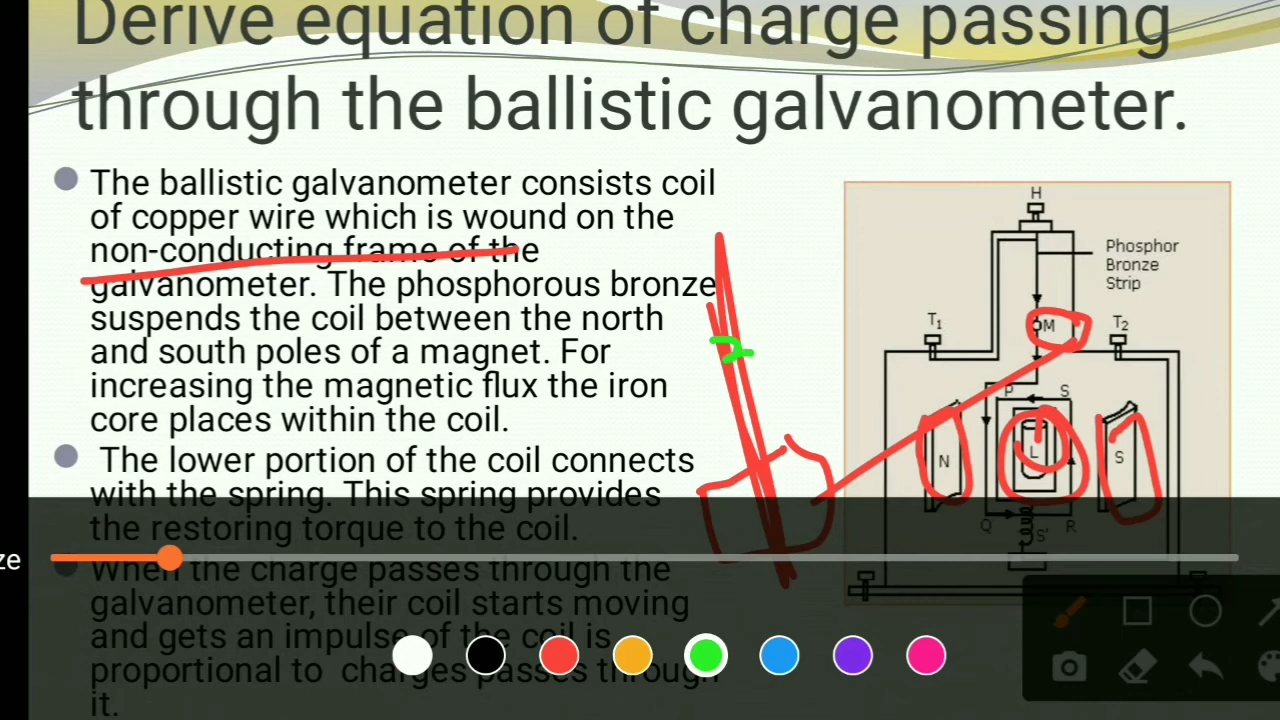 Derive equation of charge passing
through the ballistic galvanometer.
The ballistic galvanometer consists coil
of copper wire which is wound on the
non-conducting frame of the
galvanometer. The phosphorous bronze
suspends the coil between the north
and south poles of a magnet. For
increasing the magnetic flux the iron
core places within the coil.
The lower portion of the coil connects
with the spring. This spring provides
the restoring torque to the coil.
When the charge passes through the
galvanometer, their coil starts moving
and gets an impulse of the coil is
proportional to charges passes through
it.
H
Phosphor
Bronze
Strip
M
T1
T2
P
S
N
L
S
Q
S'
R
ze